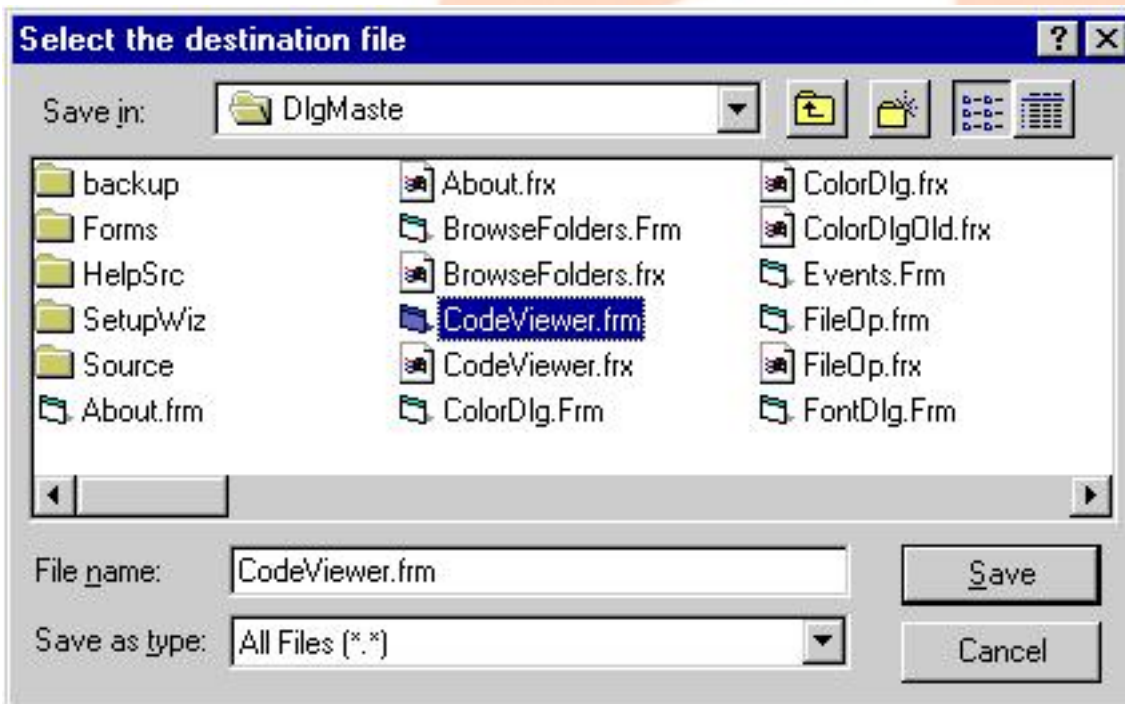 Select the destination file
Save in: DlgMaste
backup About.frx ColorDlg.frx
Forms BrowseFolders.Frm ColorDlgOld.frx
HelpSrc BrowseFolders.frx Events.Frm
SetupWiz CodeViewer.frm FileOp.frm
Source CodeViewer.frx FileOp.frx
About.frm ColorDlg.Frm FontDlg.Frm
File name: CodeViewer.frm Save
Save as type: All Files (*.*) Cancel